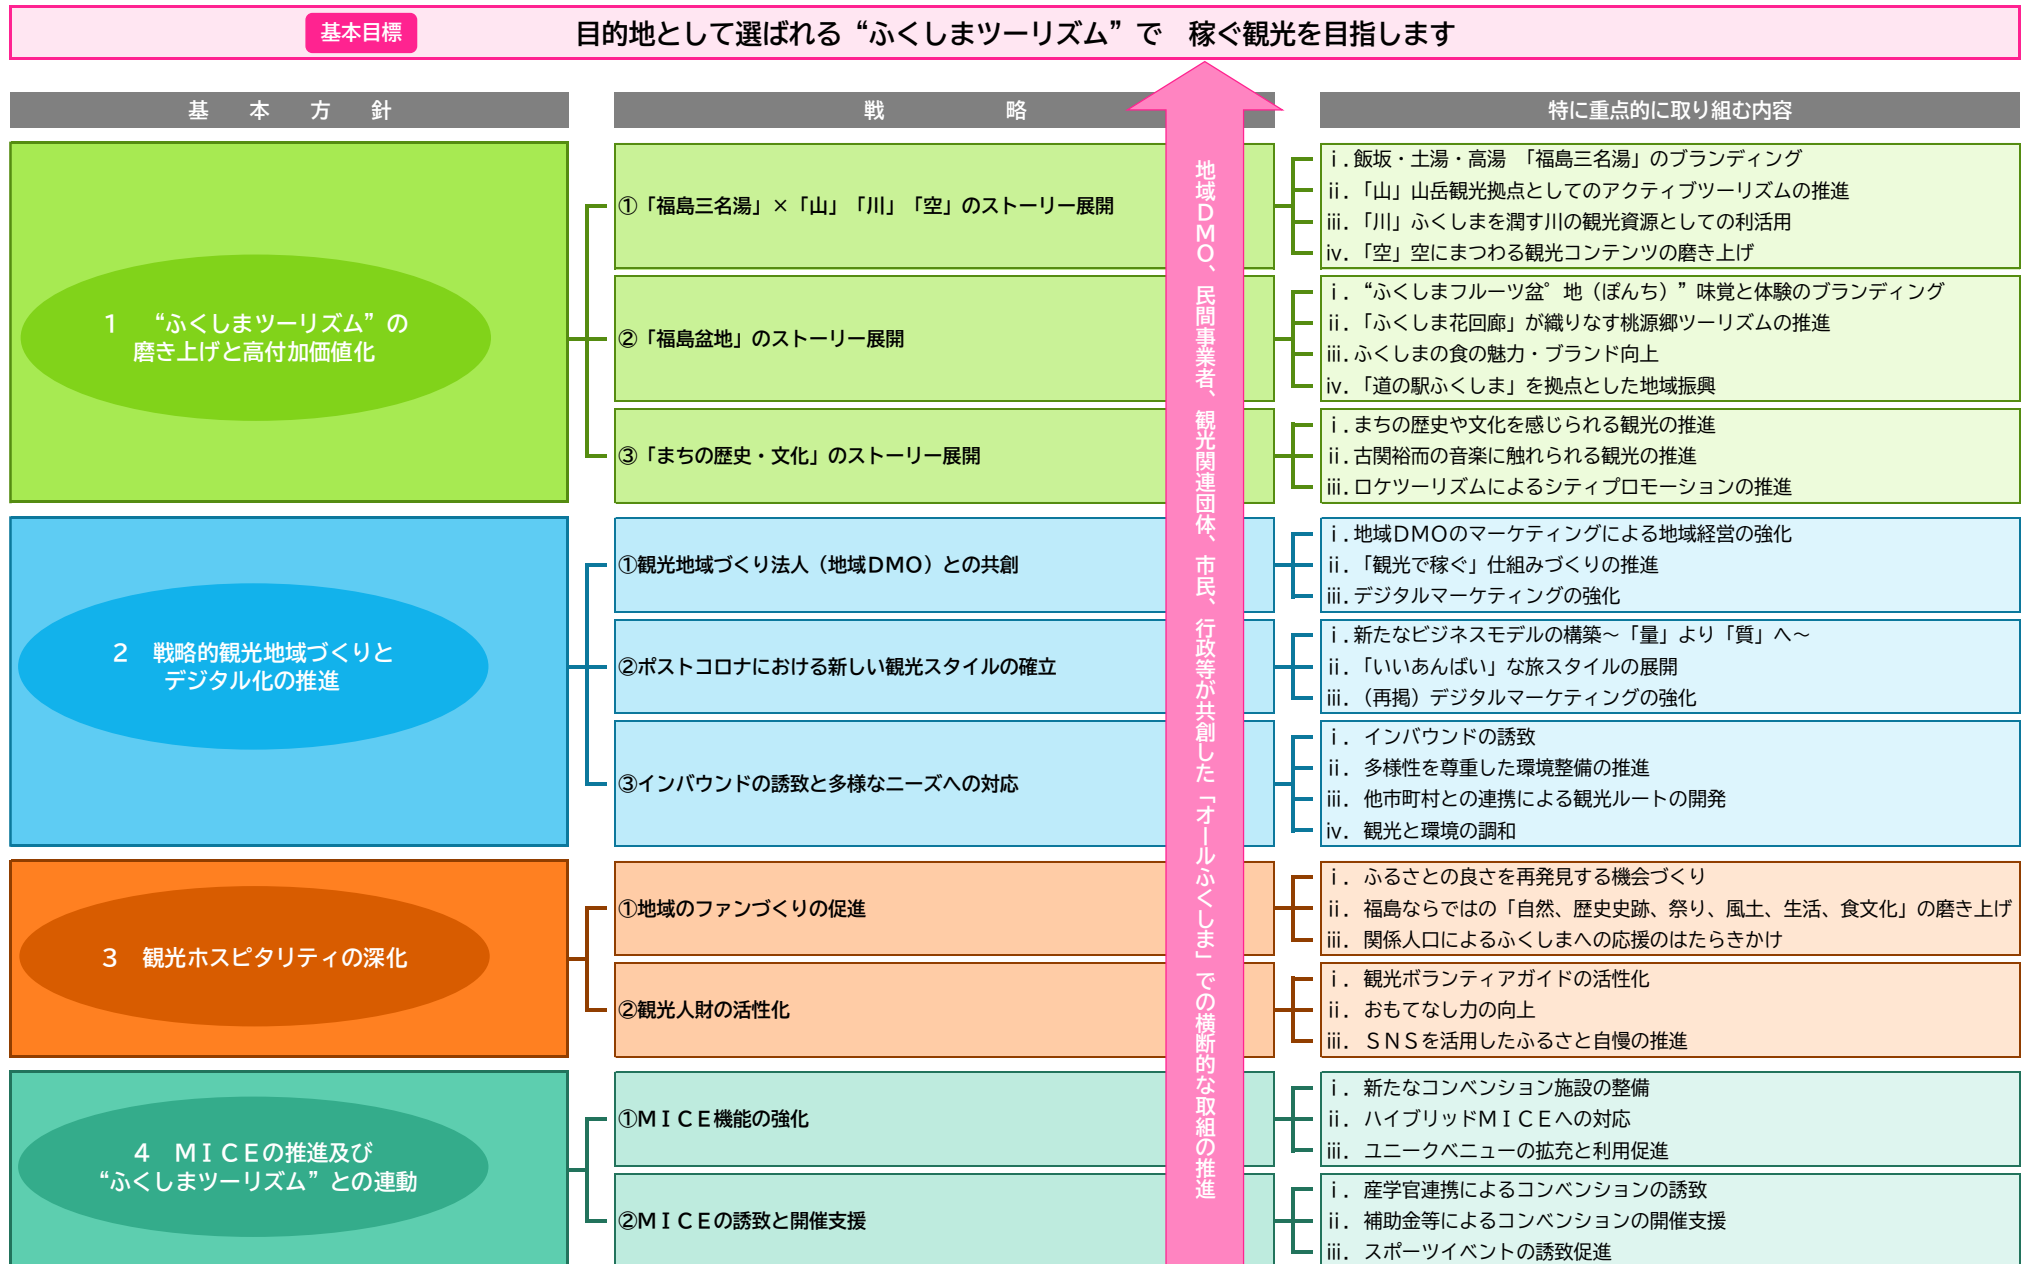 基本目標
目的地として選ばれる“ふくしまツーリズム”で　稼ぐ観光を目指します
基　本　方　針
戦　略
特に重点的に取り組む内容
1　“ふくしまツーリズム”の
磨き上げと高付加価値化
①「福島三名湯」×「山」「川」「空」のストーリー展開
ⅰ.飯坂・土湯・高湯　「福島三名湯」のブランディング
ⅱ.「山」山岳観光拠点としてのアクティブツーリズムの推進
ⅲ.「川」ふくしまを潤す川の観光資源としての利活用
ⅳ.「空」空にまつわる観光コンテンツの磨き上げ
②「福島盆地」のストーリー展開
ⅰ.“ふくしまフルーツ盆゜地（ぽんち）”味覚と体験のブランディング
ⅱ.「ふくしま花回廊」が織りなす桃源郷ツーリズムの推進
ⅲ.ふくしまの食の魅力・ブランド向上
ⅳ.「道の駅ふくしま」を拠点とした地域振興
③「まちの歴史・文化」のストーリー展開
ⅰ.まちの歴史や文化を感じられる観光の推進
ⅱ.古関裕而の音楽に触れられる観光の推進
ⅲ.ロケツーリズムによるシティプロモーションの推進
2　戦略的観光地域づくりと
デジタル化の推進
①観光地域づくり法人（地域ＤＭＯ）との共創
ⅰ.地域ＤＭＯのマーケティングによる地域経営の強化
ⅱ.「観光で稼ぐ」仕組みづくりの推進
ⅲ.デジタルマーケティングの強化
②ポストコロナにおける新しい観光スタイルの確立
ⅰ.新たなビジネスモデルの構築～「量」より「質」へ～
ⅱ.「いいあんばい」な旅スタイルの展開
ⅲ.（再掲）デジタルマーケティングの強化
③インバウンドの誘致と多様なニーズへの対応
ⅰ．インバウンドの誘致
ⅱ．多様性を尊重した環境整備の推進
ⅲ．他市町村との連携による観光ルートの開発
ⅳ．観光と環境の調和
3　観光ホスピタリティの深化
①地域のファンづくりの促進
ⅰ．ふるさとの良さを再発見する機会づくり
ⅱ．福島ならではの「自然、歴史史跡、祭り、風土、生活、食文化」の磨き上げ
ⅲ．関係人口によるふくしまへの応援のはたらきかけ
②観光人財の活性化
ⅰ．観光ボランティアガイドの活性化
ⅱ．おもてなし力の向上
ⅲ．ＳＮＳを活用したふるさと自慢の推進
4　ＭＩＣＥの推進及び
“ふくしまツーリズム”との連動
①ＭＩＣＥ機能の強化
ⅰ．新たなコンベンション施設の整備
ⅱ．ハイブリッドＭＩＣＥへの対応
ⅲ．ユニークベニューの拡充と利用促進
②ＭＩＣＥの誘致と開催支援
ⅰ．産学官連携によるコンベンションの誘致
ⅱ．補助金等によるコンベンションの開催支援
ⅲ．スポーツイベントの誘致促進
地域ＤＭＯ、民間事業者、観光関連団体、市民、行政等が共創した「オールふくしま」での横断的な取組の推進